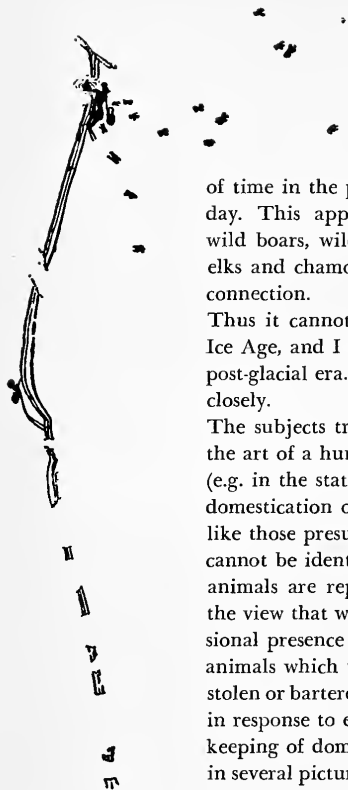 of time in the p
day. This app
wild boars, wil
elks and chamo
connection.
Thus it cannot
Ice Age, and I
post-glacial era.
closely.
The subjects tr
the art of a hur
(e.g. in the stat
domestication o
like those presu
cannot be ident
animals are rep
the view that w
sional presence
animals which
stolen or bartere
in response to e
keeping of dom
in several pictur